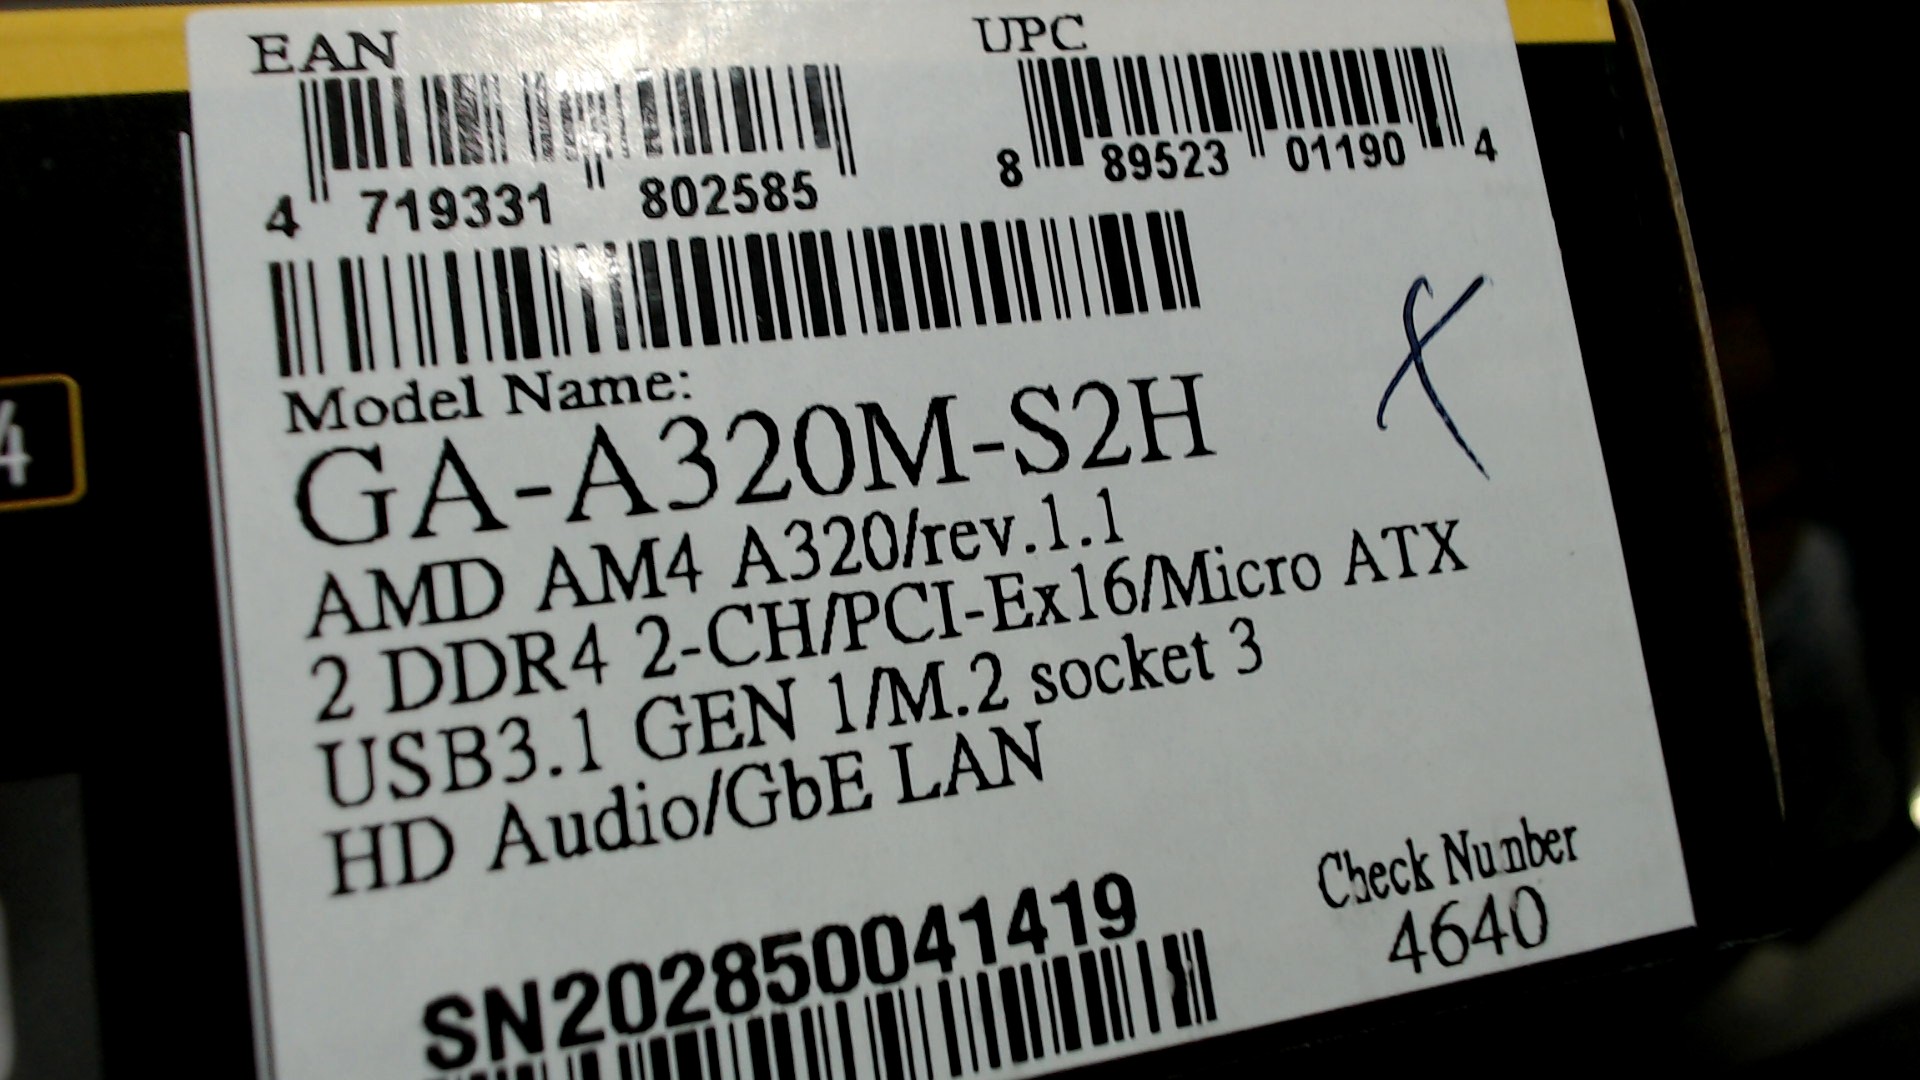 EAN
UPC
4 719331 802585
8 89523 01190 4
Model Name:
GA-A320M-S2H
AMD AM4 A320/rev.1.1
2 DDR4 2-CH/PCI-Ex16/Micro ATX
USB3.1 GEN 1/M.2 socket 3
HD Audio/GbE LAN
Check Number
4640
SN202850041419
4